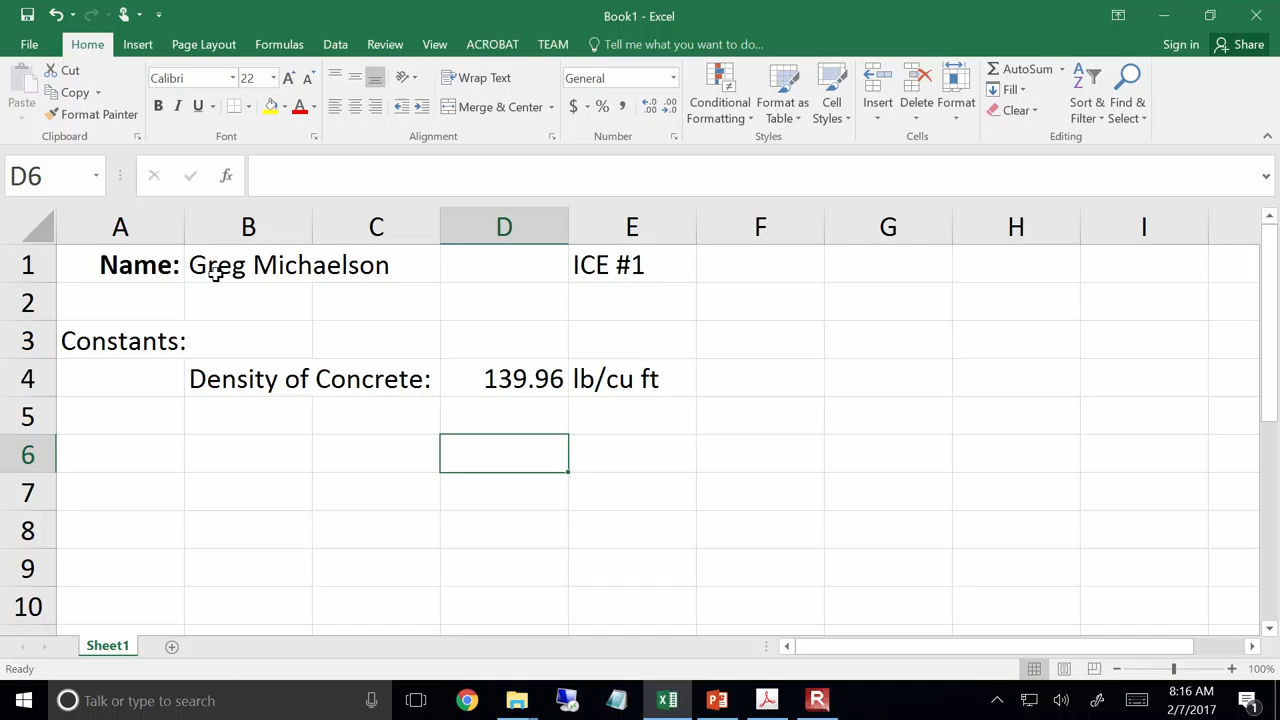 Book1 - Excel
File Home Insert Page Layout Formulas Data Review View ACROBAT TEAM Tell me what you want to do... Sign in Share
Paste Cut Copy Format Painter Clipboard
Calibri 22 A A B I U A Font
Wrap Text Merge & Center Alignment
General $ % , Number
Conditional Formatting Format as Table Cell Styles Styles
Insert Delete Format Cells
AutoSum Fill Clear Sort & Filter Find & Select Editing
D6 fx
A B C D E F G H I
1 Name: Greg Michaelson ICE #1
2
3 Constants:
4 Density of Concrete: 139.96 lb/cu ft
5
6
7
8
9
10
Sheet1
Ready 100%
Talk or type to search 8:16 AM
2/7/2017 1